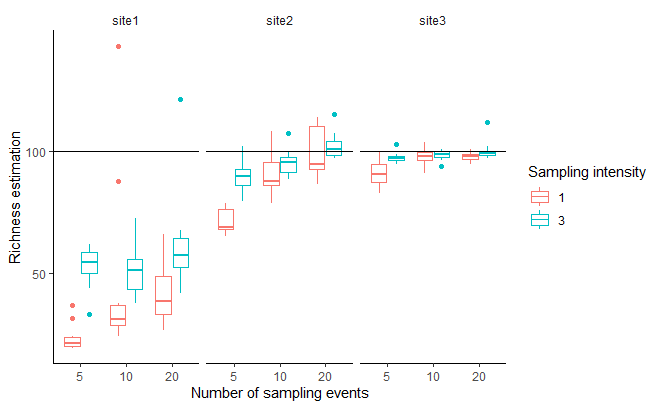 site1 site2 site3
Richness estimation
100
50
5 10 20 5 10 20 5 10 20
Number of sampling events
Sampling intensity
1
3